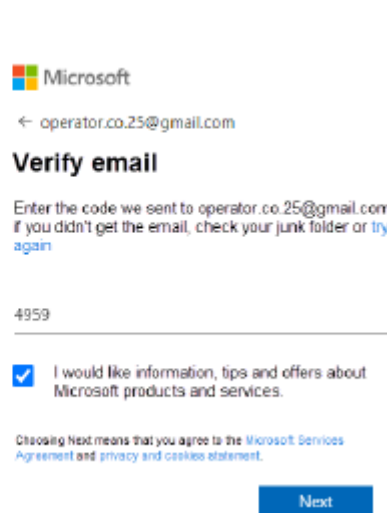 Microsoft
← operator.co.25@gmail.com
Verify email
Enter the code we sent to operator.co.25@gmail.com
if you didn't get the email, check your junk folder or try
again
4959
I would like information, tips and offers about
Microsoft products and services.
Choosing Next means that you agree to the Microsoft Services
Agreement and privacy and cookies statement.
Next